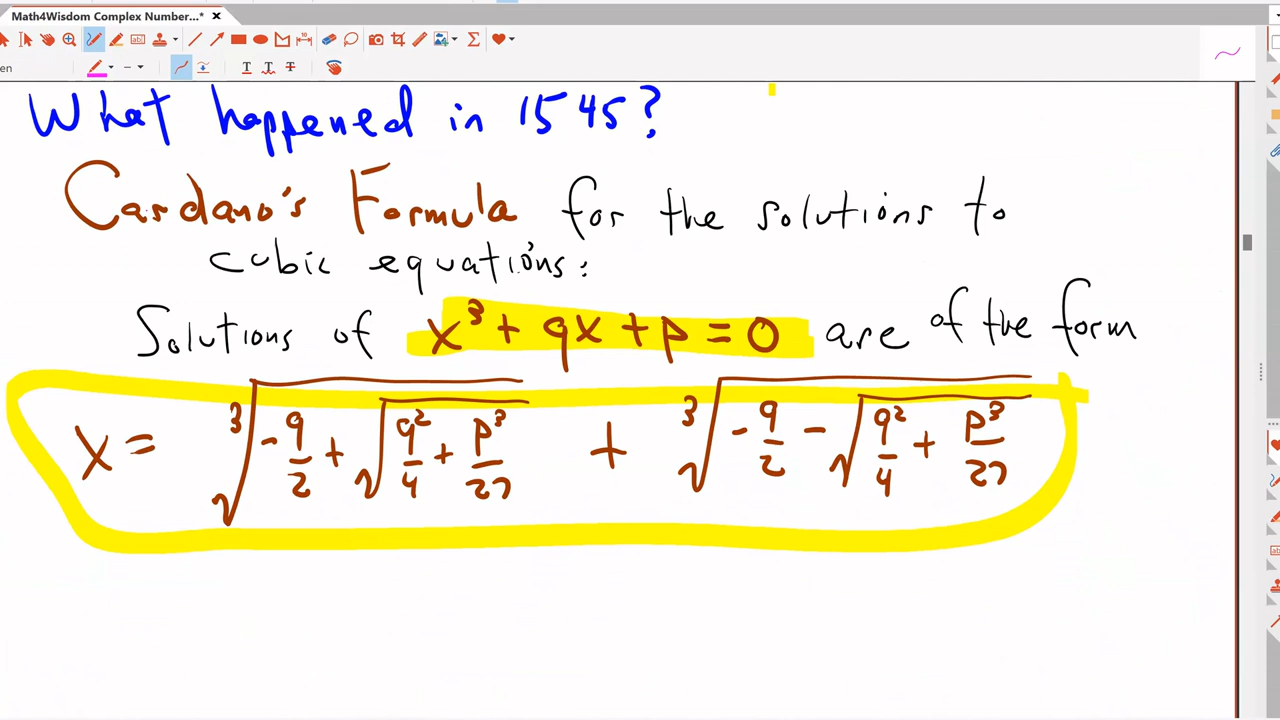 Math4Wisdom Complex Number...* ×
en
What happened in 1545?
Cardano's Formula for the solutions to
cubic equations:
Solutions of x³ + qx + p = 0 are of the form
x = ∛(-q/2 + √(q²/4 + p³/27)) + ∛(-q/2 - √(q²/4 + p³/27))